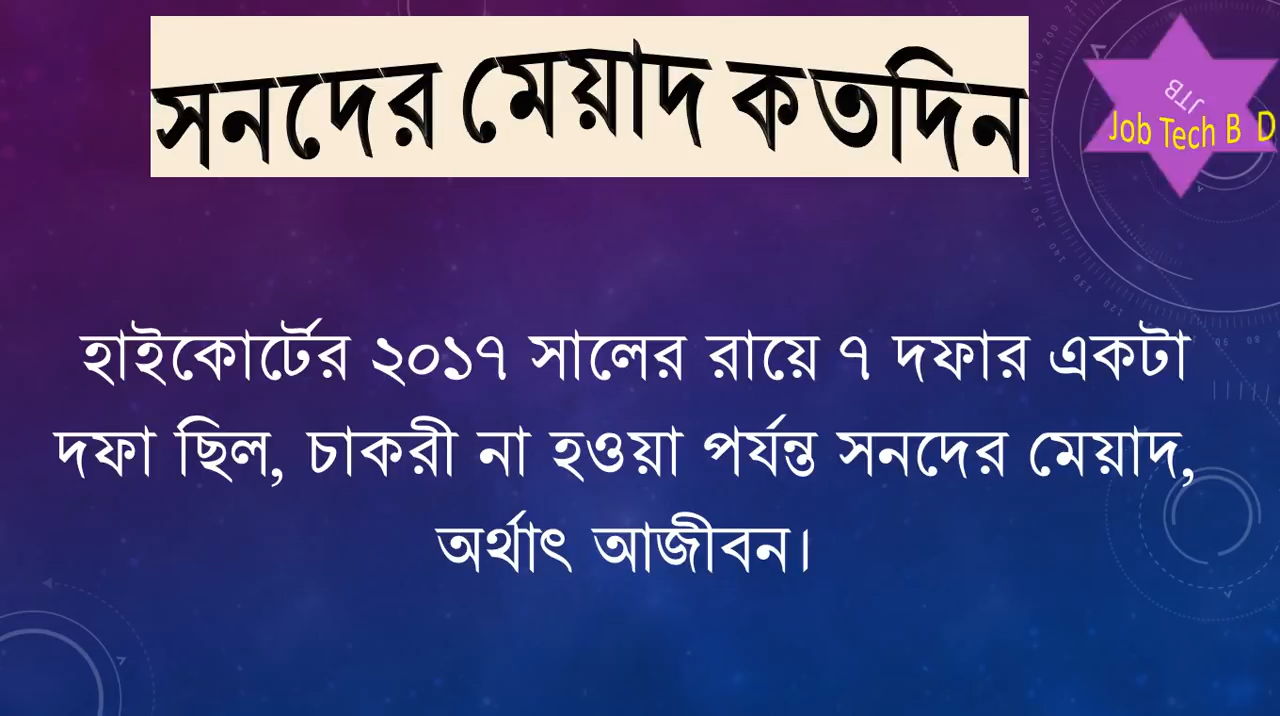 সনদের মেয়াদ কতদিন
JTB
Job Tech B D
হাইকোর্টের ২০১৭ সালের রায়ে ৭ দফার একটা
দফা ছিল, চাকরী না হওয়া পর্যন্ত সনদের মেয়াদ,
অর্থাৎ আজীবন।